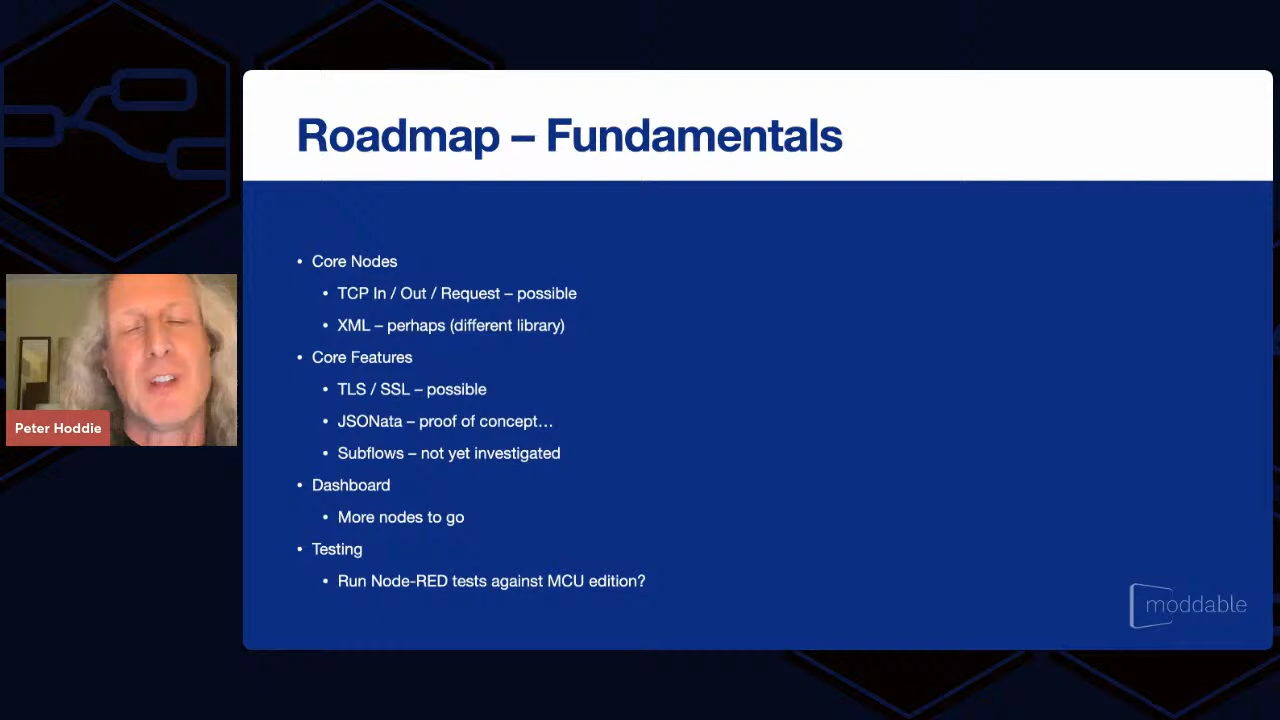 Roadmap – Fundamentals
• Core Nodes
• TCP In / Out / Request – possible
• XML – perhaps (different library)
• Core Features
• TLS / SSL – possible
• JSONata – proof of concept…
• Subflows – not yet investigated
• Dashboard
• More nodes to go
• Testing
• Run Node-RED tests against MCU edition?
Peter Hoddie
moddable